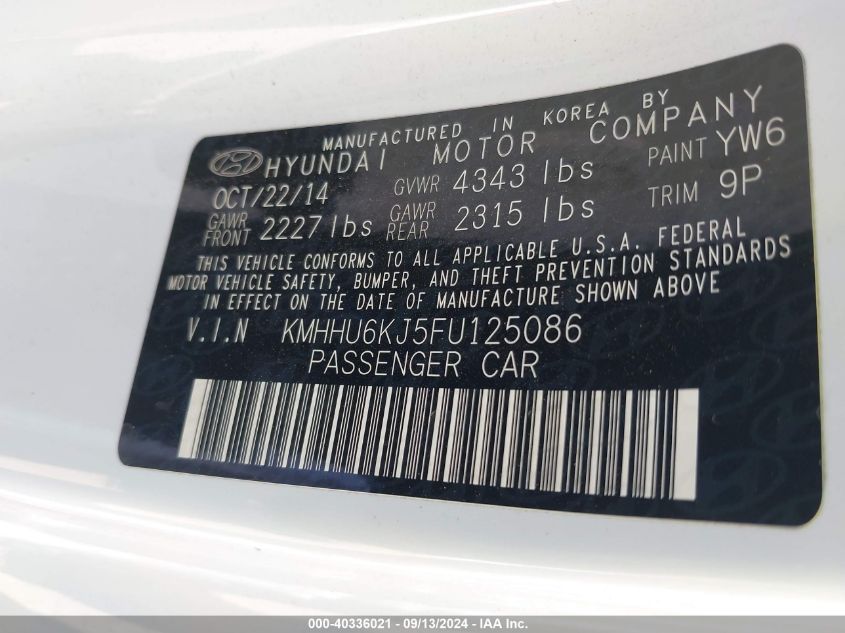 MANUFACTURED IN KOREA BY
HYUNDAI MOTOR COMPANY
OCT/22/14 GVWR 4343 lbs PAINT YW6
GAWR FRONT 2227 lbs GAWR REAR 2315 lbs TRIM 9P
THIS VEHICLE CONFORMS TO ALL APPLICABLE U.S.A. FEDERAL
MOTOR VEHICLE SAFETY, BUMPER, AND THEFT PREVENTION STANDARDS
IN EFFECT ON THE DATE OF MANUFACTURE SHOWN ABOVE
V.I.N KMHHU6KJ5FU125086
PASSENGER CAR
000-40336021 - 09/13/2024 - IAA Inc.